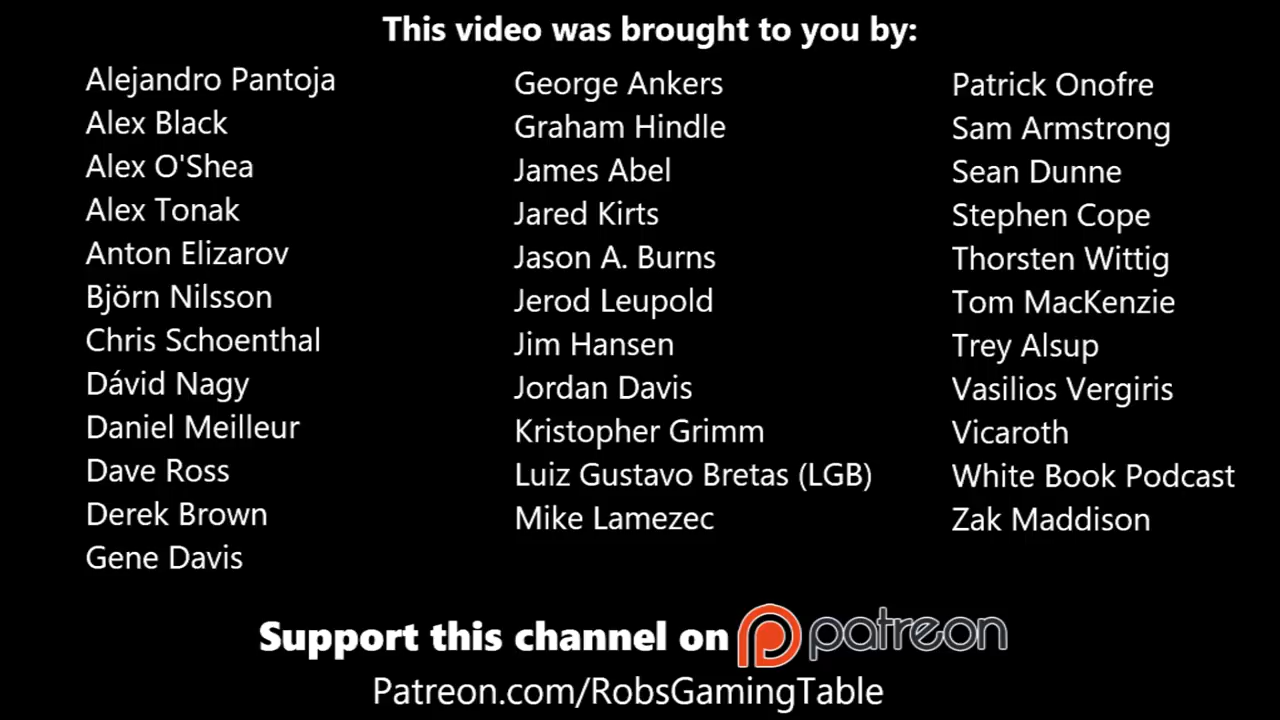 This video was brought to you by:
Alejandro Pantoja
Alex Black
Alex O'Shea
Alex Tonak
Anton Elizarov
Björn Nilsson
Chris Schoenthal
Dávid Nagy
Daniel Meilleur
Dave Ross
Derek Brown
Gene Davis
George Ankers
Graham Hindle
James Abel
Jared Kirts
Jason A. Burns
Jerod Leupold
Jim Hansen
Jordan Davis
Kristopher Grimm
Luiz Gustavo Bretas (LGB)
Mike Lamezec
Patrick Onofre
Sam Armstrong
Sean Dunne
Stephen Cope
Thorsten Wittig
Tom MacKenzie
Trey Alsup
Vasilios Vergiris
Vicaroth
White Book Podcast
Zak Maddison
Support this channel on patreon
Patreon.com/RobsGamingTable